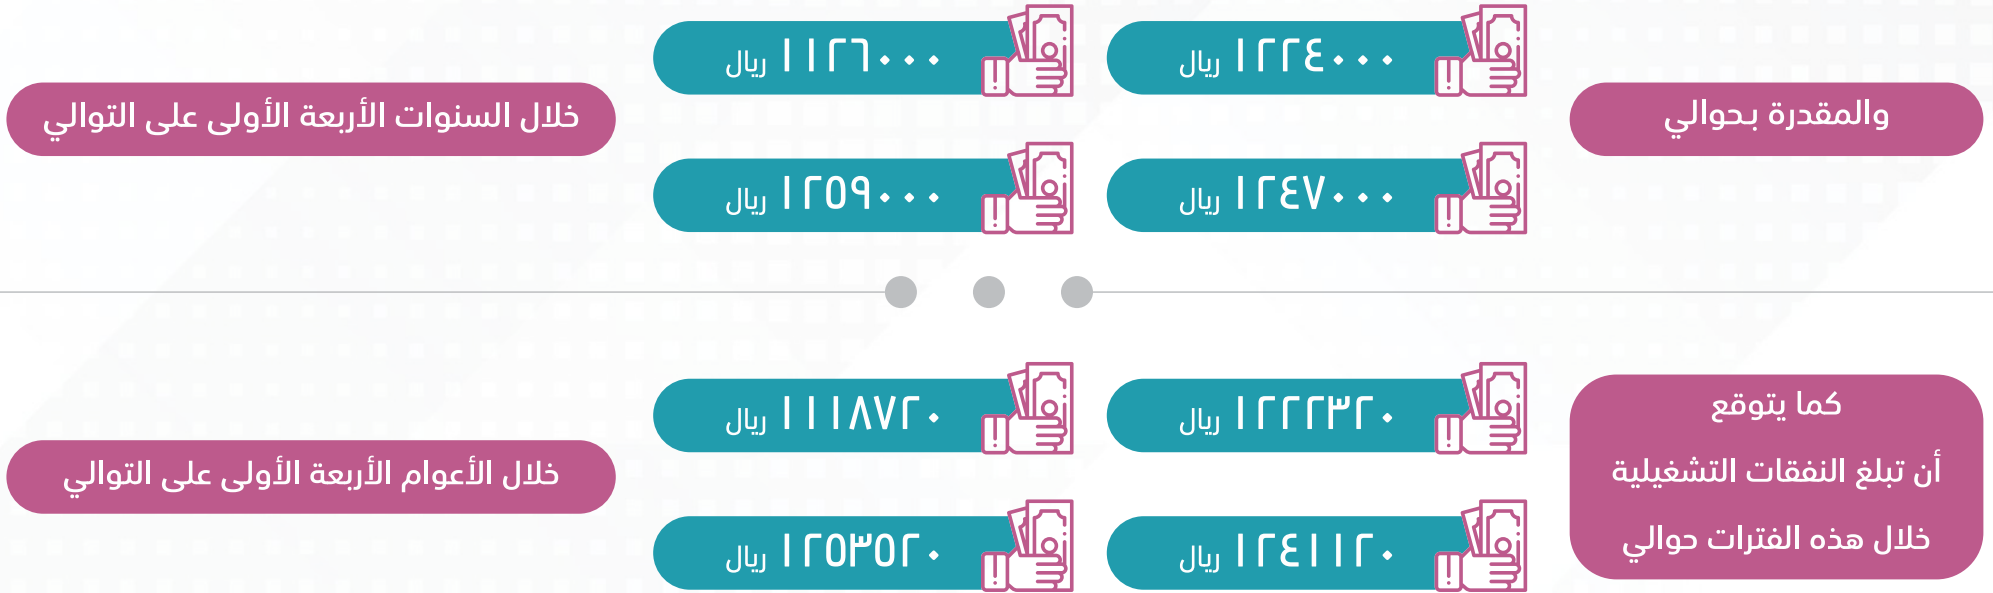 والمقدرة بـحوالي
١٢٢٤٠٠٠ ريال
١١٢٦٠٠٠ ريال
١٢٤٧٠٠٠ ريال
١٢٥٩٠٠٠ ريال
خلال السنوات الأربعة الأولى على التوالي
كما يتوقع
أن تبلغ النفقات التشغيلية
خلال هذه الفترات حوالي
١٢٢٢٣٢٠ ريال
١١١٨٧٢٠ ريال
١٢٤١١٢٠ ريال
١٢٥٣٥٢٠ ريال
خلال الأعوام الأربعة الأولى على التوالي